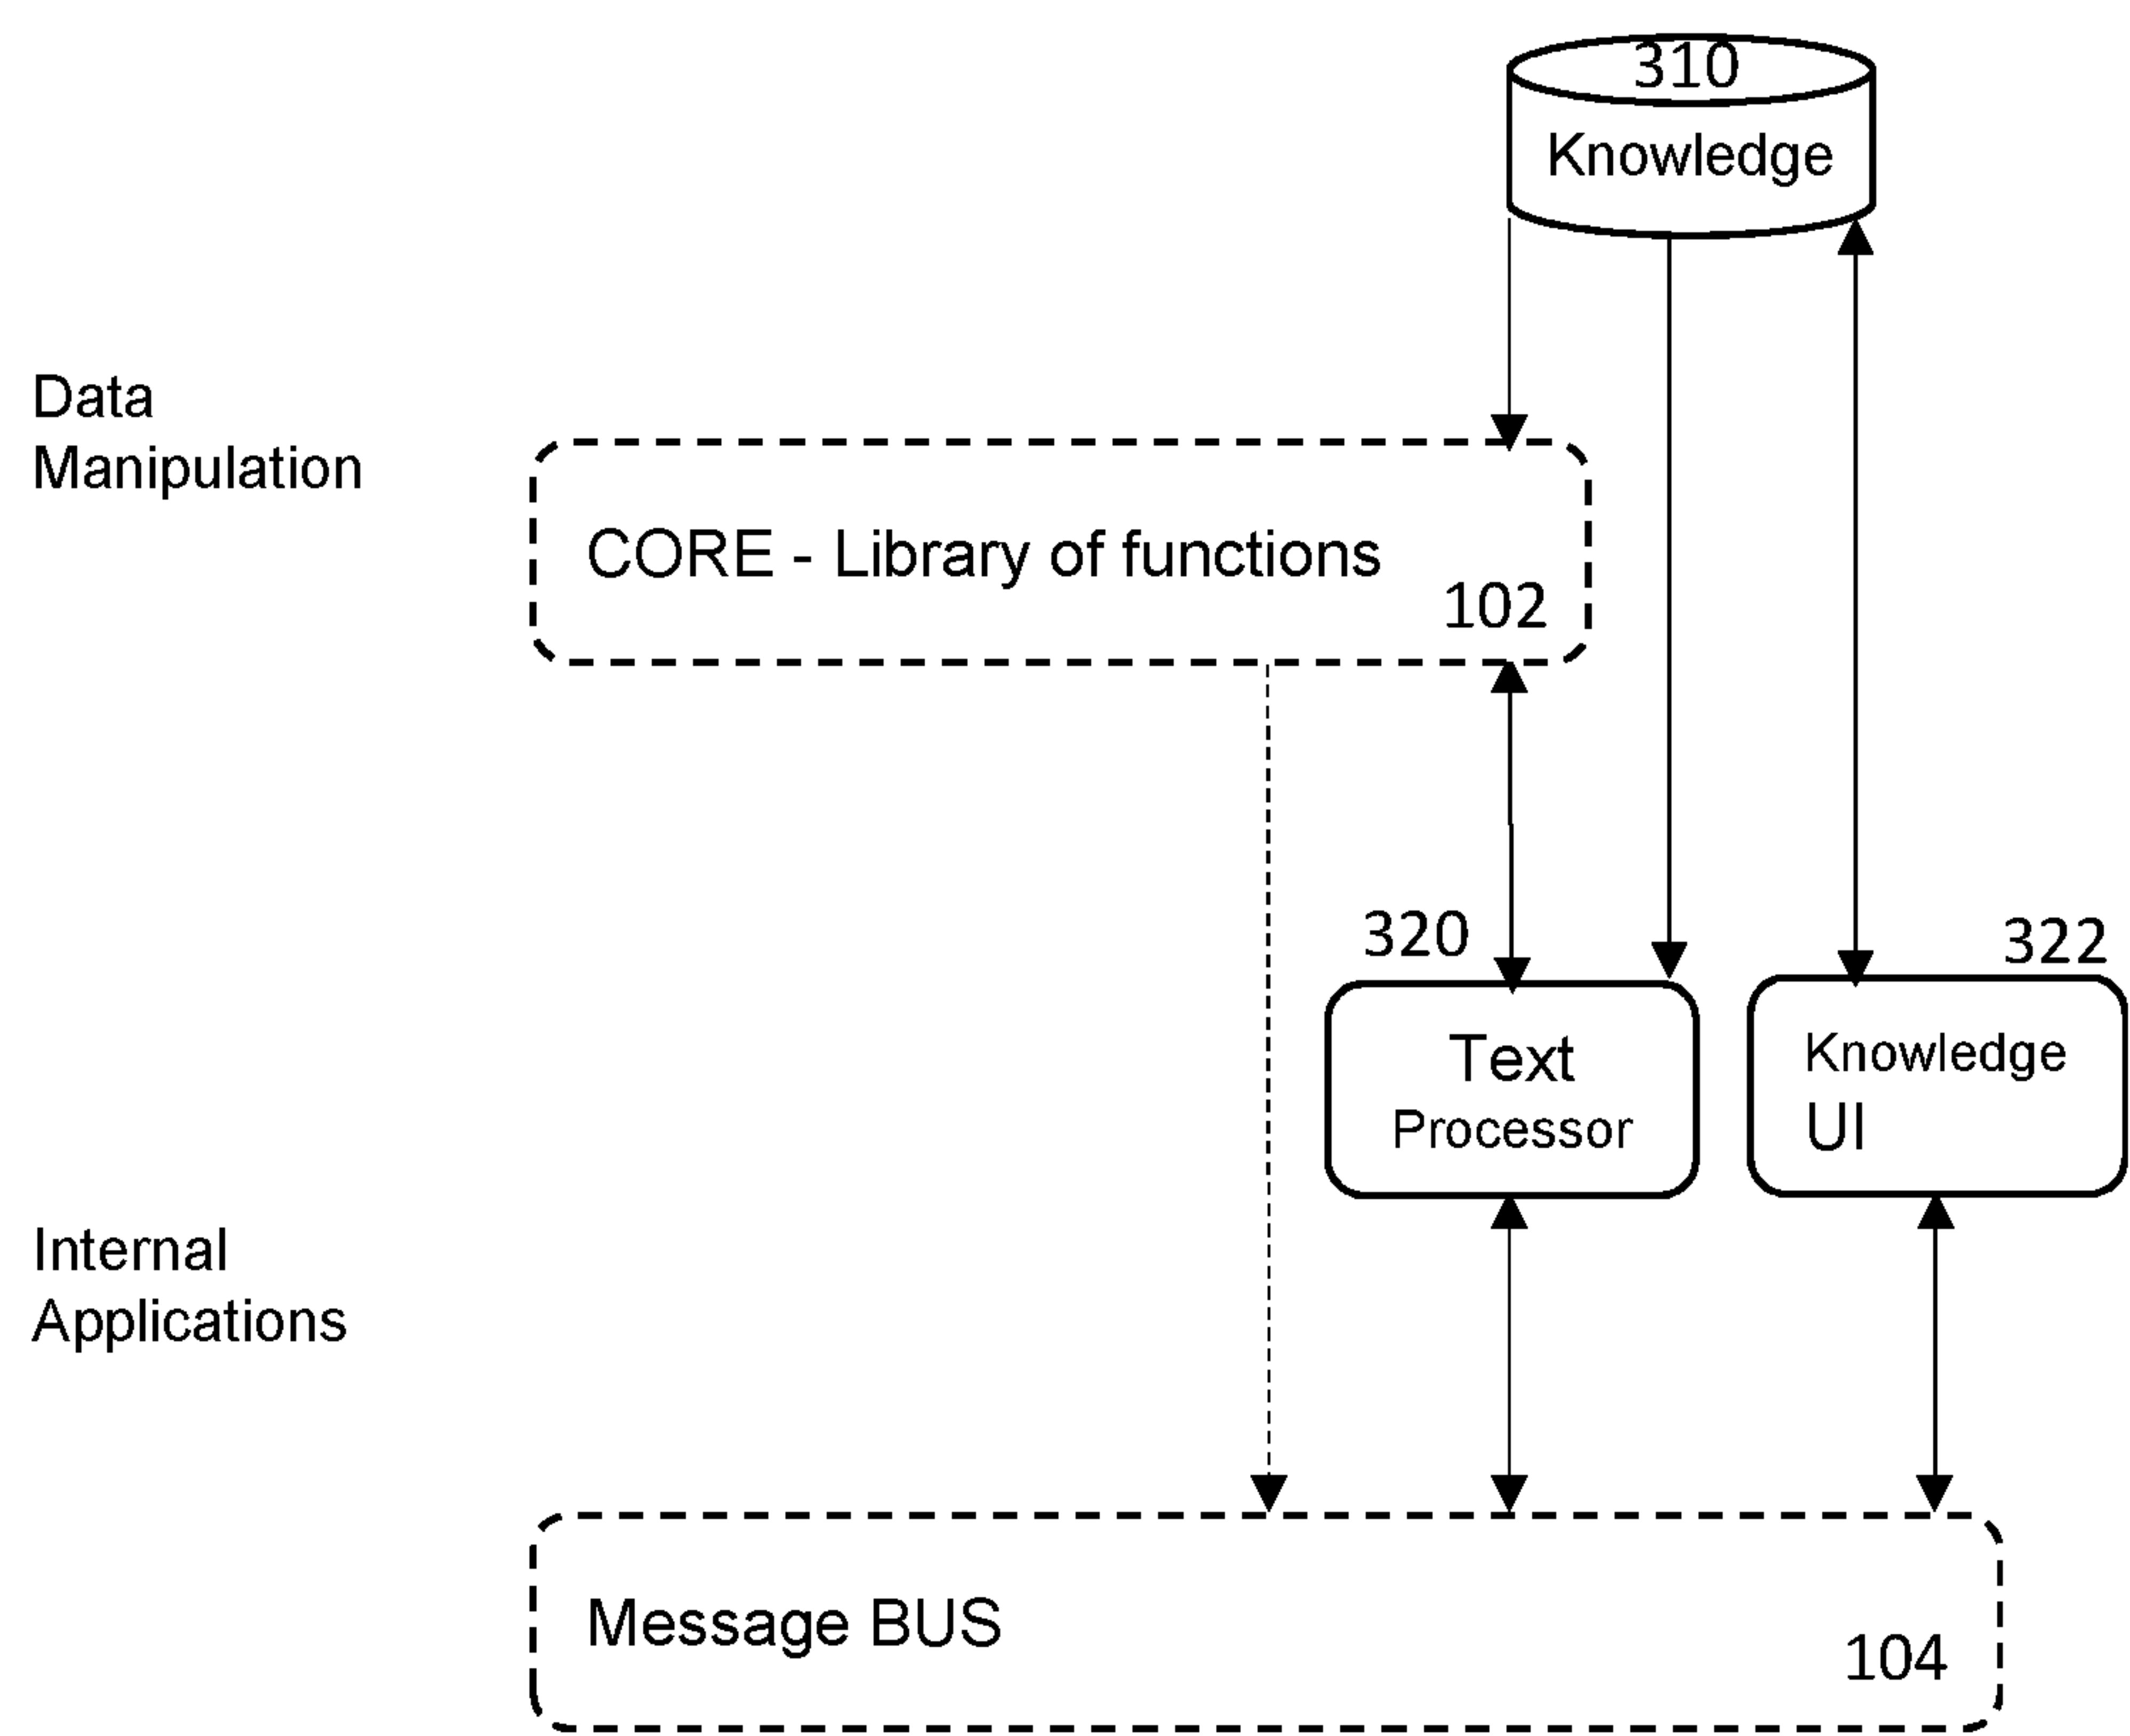 310
Knowledge
Data
Manipulation
CORE - Library of functions
102
320
322
Text
Processor
Knowledge
UI
Internal
Applications
Message BUS
104